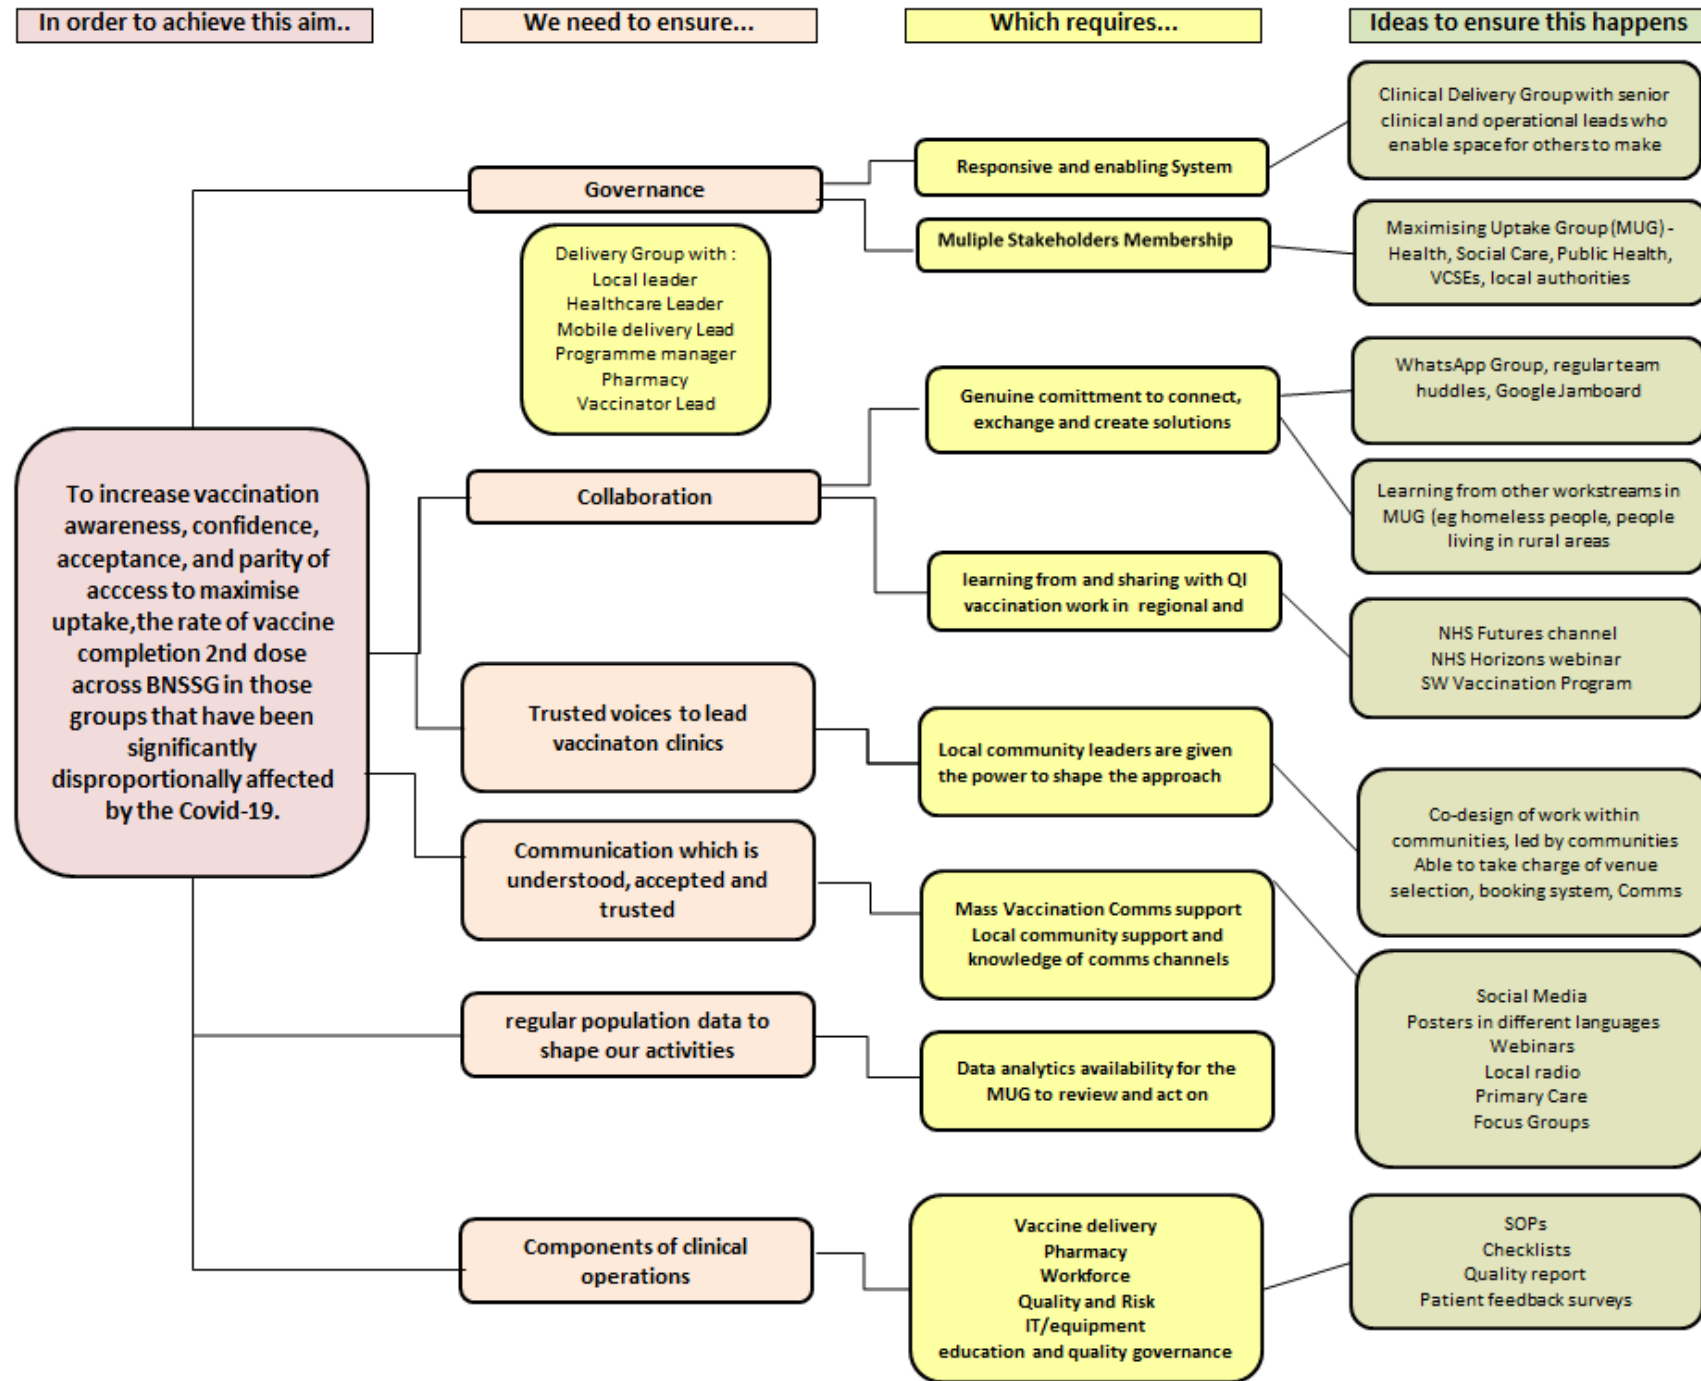 In order to achieve this aim..
We need to ensure...
Which requires...
Ideas to ensure this happens
To increase vaccination
awareness, confidence,
acceptance, and parity of
acccess to maximise
uptake,the rate of vaccine
completion 2nd dose
across BNSSG in those
groups that have been
significantly
disproportionally affected
by the Covid-19.
Governance
Delivery Group with :
Local leader
Healthcare Leader
Mobile delivery Lead
Programme manager
Pharmacy
Vaccinator Lead
Collaboration
Trusted voices to lead
vaccinaton clinics
Communication which is
understood, accepted and
trusted
regular population data to
shape our activities
Components of clinical
operations
Responsive and enabling System
Muliple Stakeholders Membership
Genuine comittment to connect,
exchange and create solutions
learning from and sharing with QI
vaccination work in regional and
Local community leaders are given
the power to shape the approach
Mass Vaccination Comms support
Local community support and
knowledge of comms channels
Data analytics availability for the
MUG to review and act on
Vaccine delivery
Pharmacy
Workforce
Quality and Risk
IT/equipment
education and quality governance
Clinical Delivery Group with senior
clinical and operational leads who
enable space for others to make
Maximising Uptake Group (MUG) -
Health, Social Care, Public Health,
VCSEs, local authorities
WhatsApp Group, regular team
huddles, Google Jamboard
Learning from other workstreams in
MUG (eg homeless people, people
living in rural areas
NHS Futures channel
NHS Horizons webinar
SW Vaccination Program
Co-design of work within
communities, led by communities
Able to take charge of venue
selection, booking system, Comms
Social Media
Posters in different languages
Webinars
Local radio
Primary Care
Focus Groups
SOPs
Checklists
Quality report
Patient feedback surveys